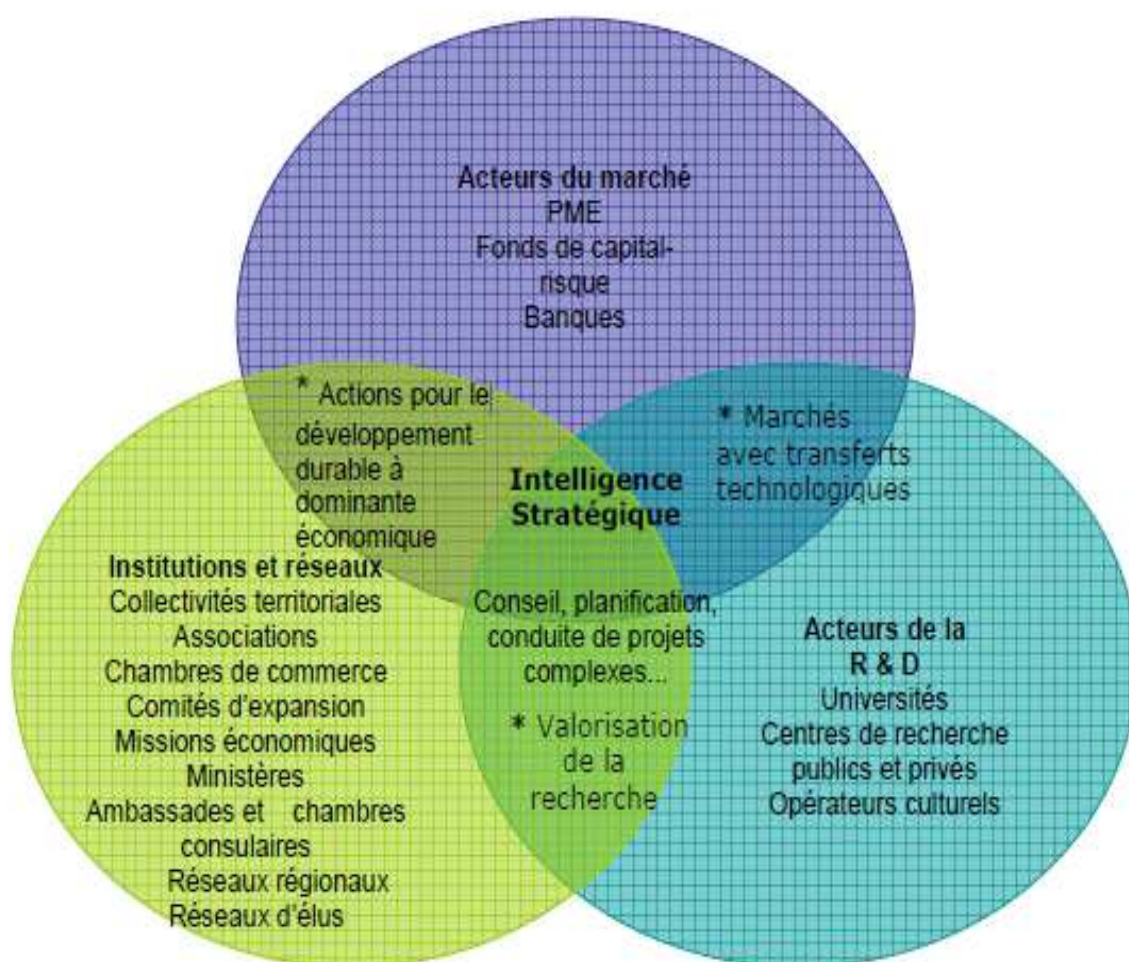 Acteurs du marché
PME
Fonds de capital-
risque
Banques
* Actions pour le
développement
durable à
dominante
économique
* Marchés
avec transferts
technologiques
Intelligence
Stratégique
Conseil, planification,
conduite de projets
complexes...
* Valorisation
de la
recherche
Institutions et réseaux
Collectivités territoriales
Associations
Chambres de commerce
Comités d'expansion
Missions économiques
Ministères
Ambassades et chambres
consulaires
Réseaux régionaux
Réseaux d'élus
Acteurs de la
R & D
Universités
Centres de recherche
publics et privés
Opérateurs culturels